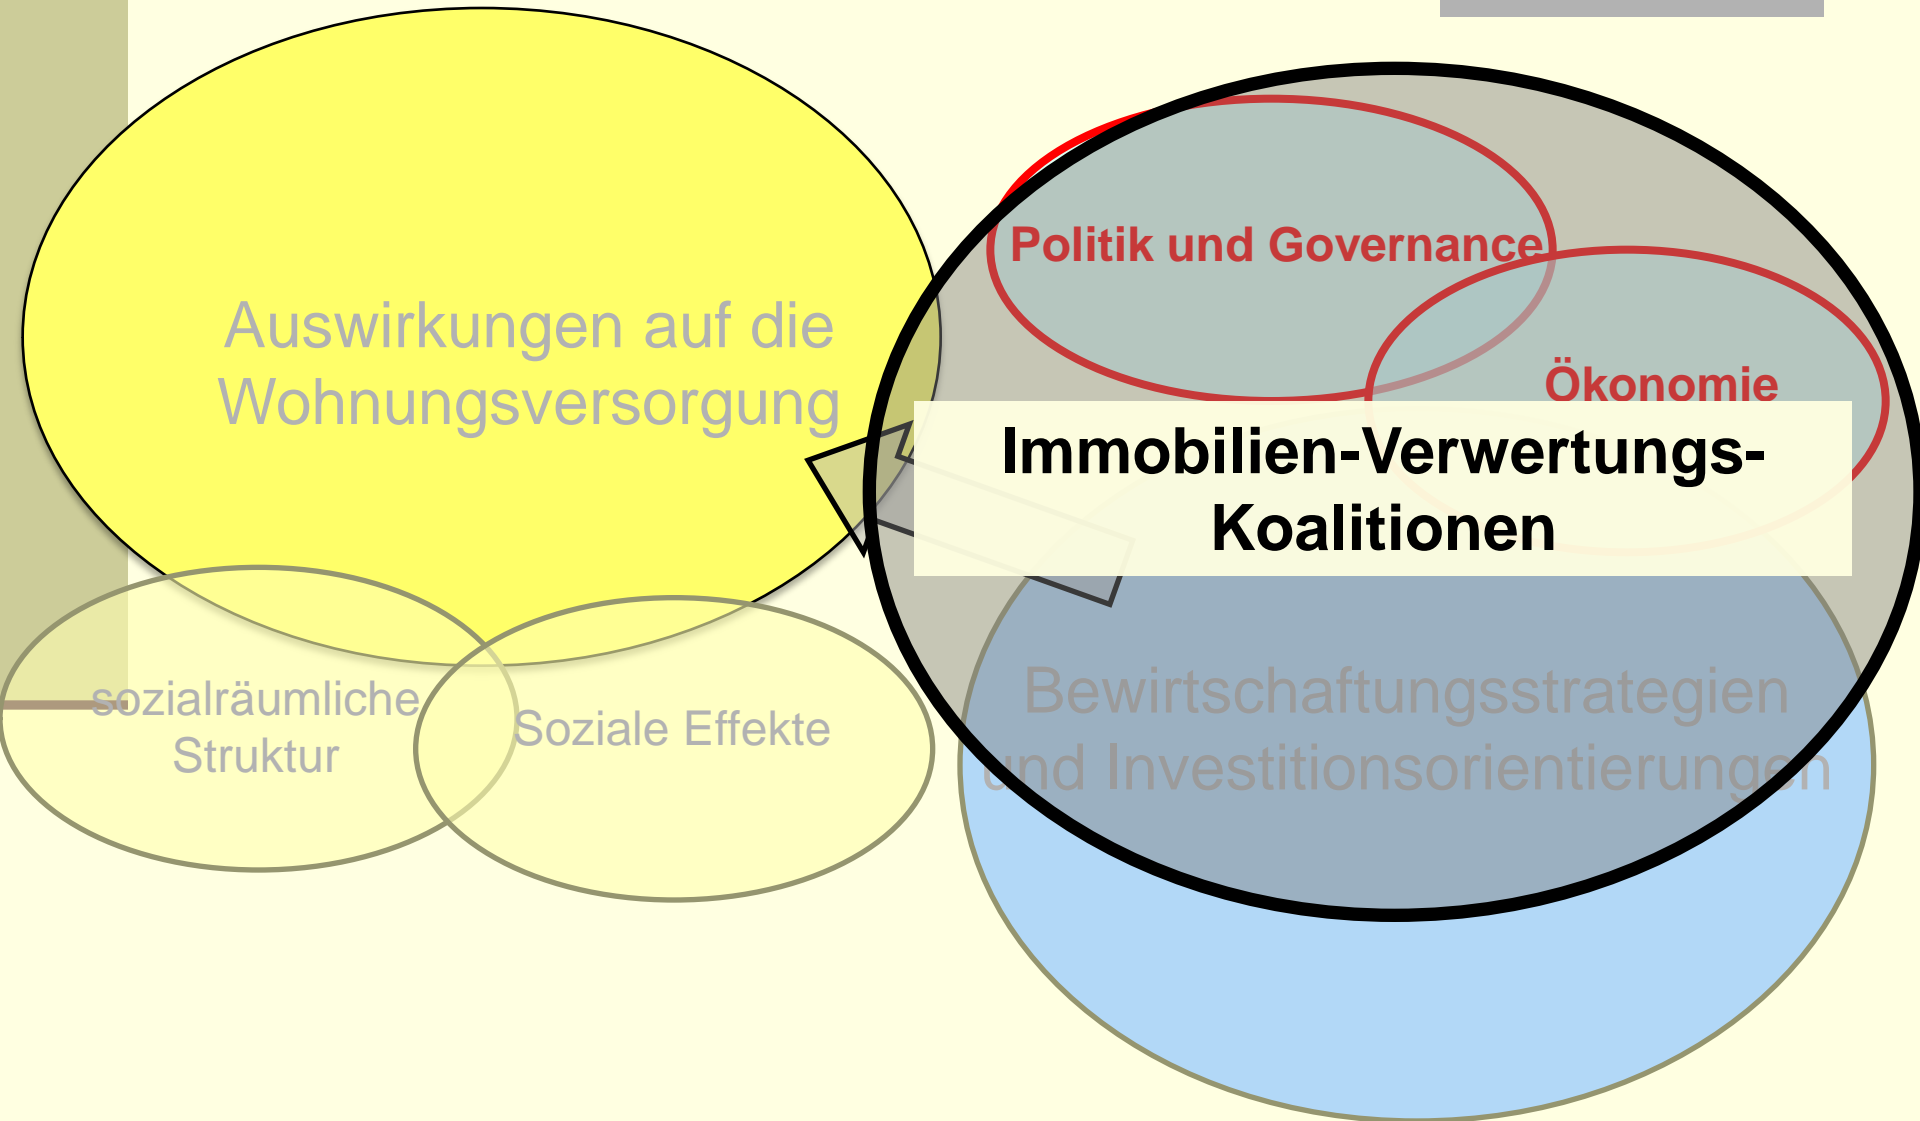 Auswirkungen auf die
Wohnungsversorgung
sozialräumliche
Struktur
Soziale Effekte
Politik und Governance
Ökonomie
Immobilien-Verwertungs-
Koalitionen
Bewirtschaftungsstrategien
und Investitionsorientierungen